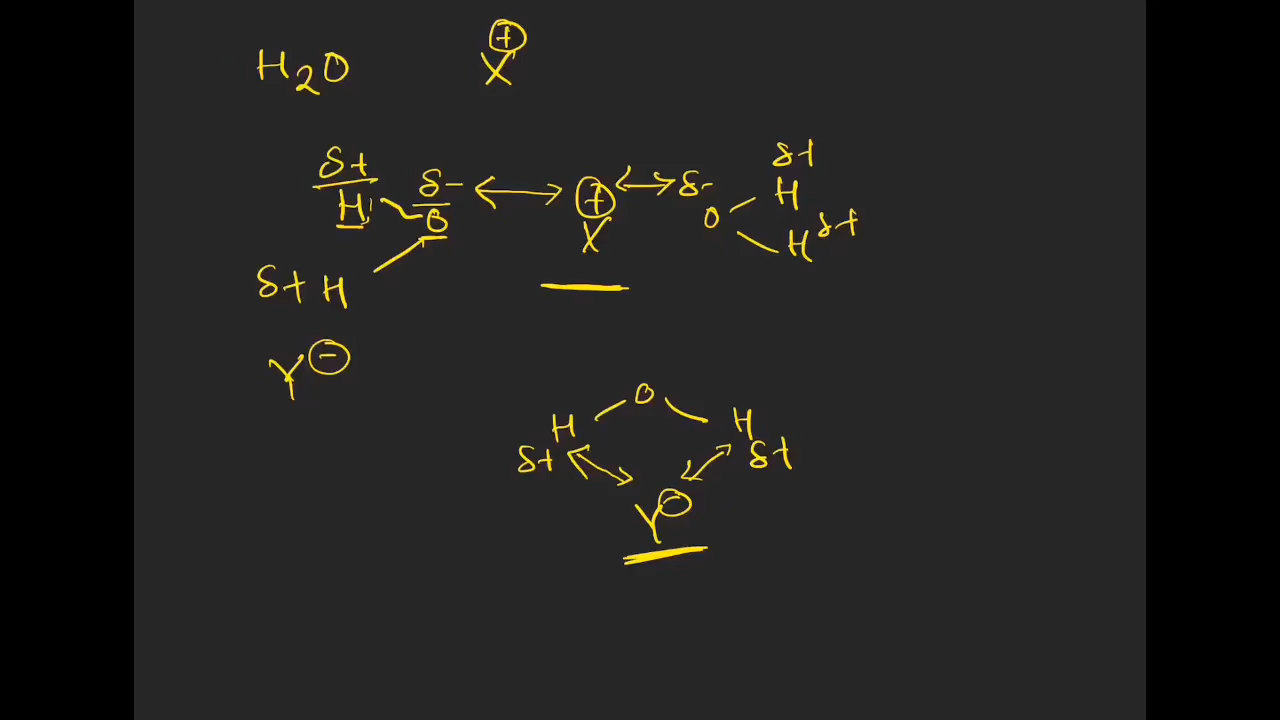 H₂O X⊕
δ+ δ+
δ- ⊕ δ- H
H O X O H δ+
δ+ H
Y⊖
O
H H
δ+ δ+
Y⊖